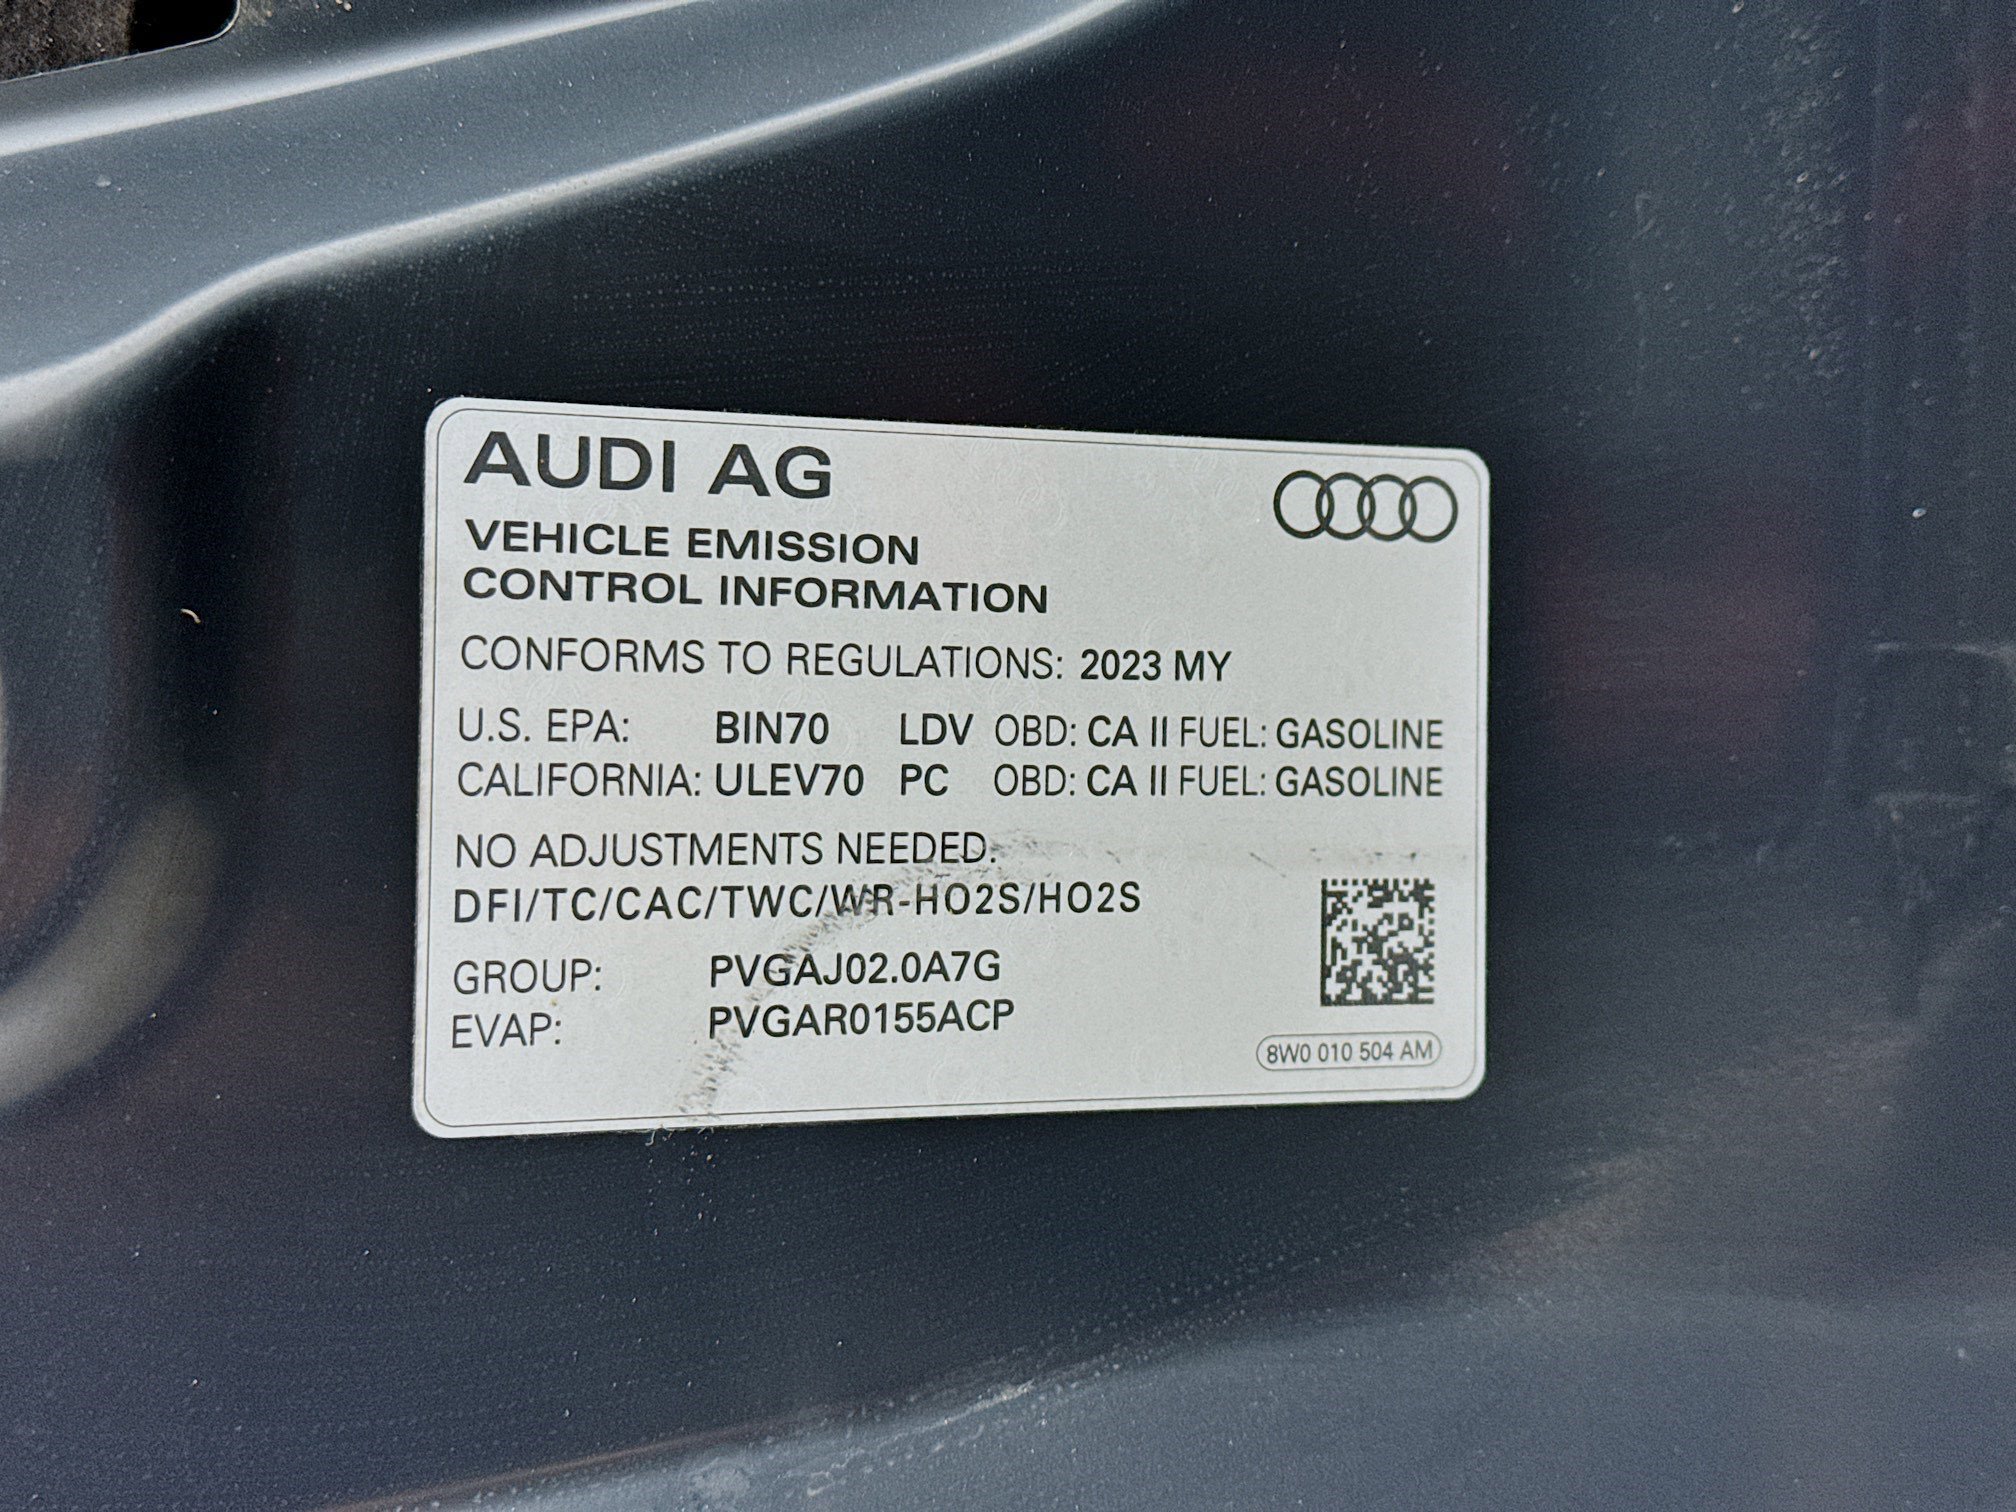 AUDI AG
VEHICLE EMISSION
CONTROL INFORMATION
CONFORMS TO REGULATIONS: 2023 MY
U.S. EPA: BIN70 LDV OBD: CA II FUEL: GASOLINE
CALIFORNIA: ULEV70 PC OBD: CA II FUEL: GASOLINE
NO ADJUSTMENTS NEEDED.
DFI/TC/CAC/TWC/WR-HO2S/HO2S
GROUP: PVGAJ02.0A7G
EVAP: PVGAR0155ACP
8W0 010 504 AM